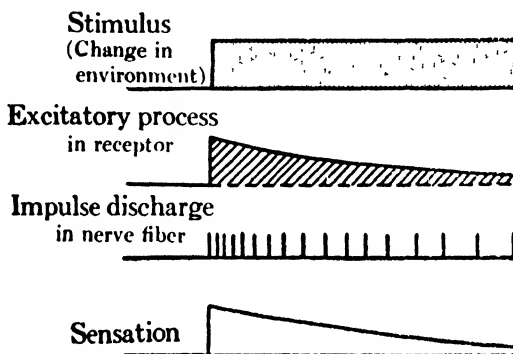 Stimulus
(Change in
environment)
Excitatory process
in receptor
Impulse discharge
in nerve fiber
Sensation